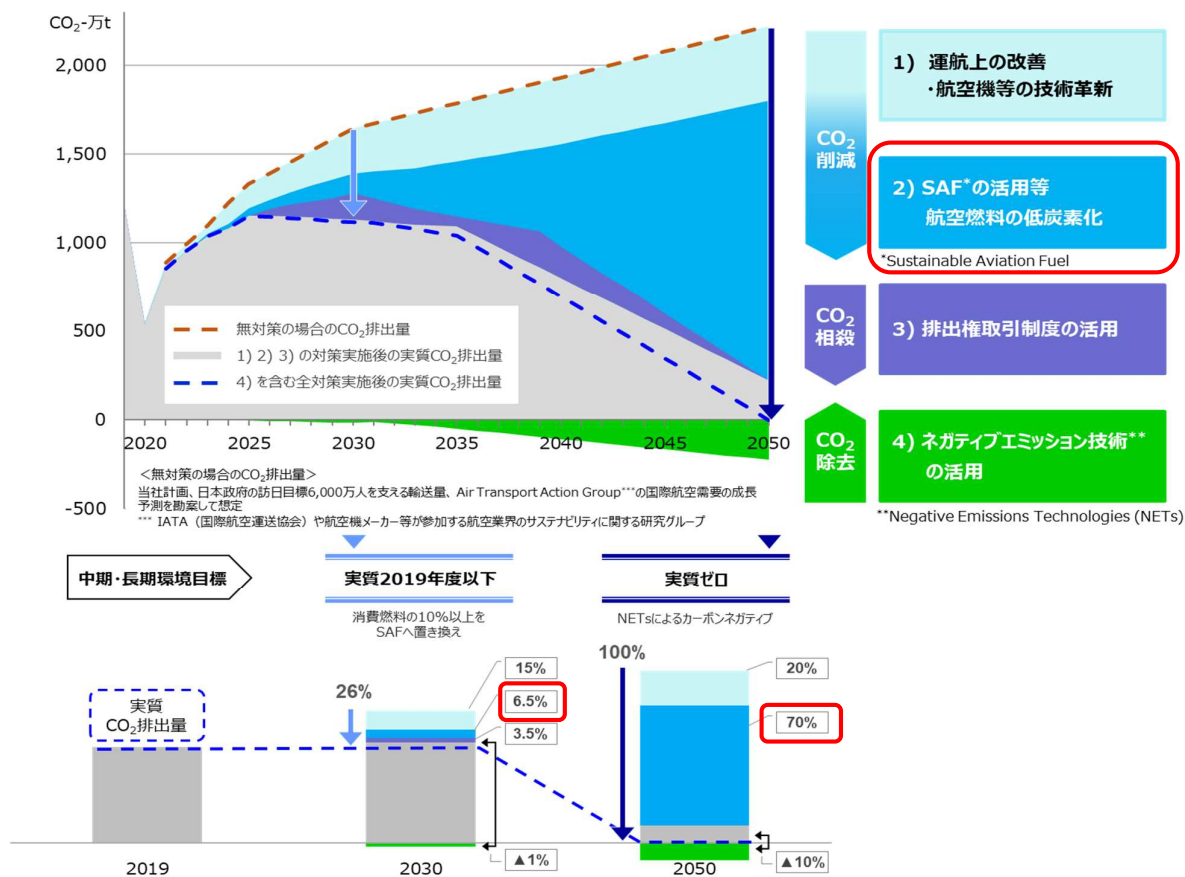 CO₂-万t
2,000
1,500
1,000
500
0
-500
2020
2025
2030
2035
2040
2045
2050
無対策の場合のCO₂排出量
1) 2) 3) の対策実施後の実質CO₂排出量
4) を含む全対策実施後の実質CO₂排出量
<無対策の場合のCO₂排出量>
当社計画、日本政府の訪日目標6,000万人を支える輸送量、Air Transport Action Group***の国際航空需要の成長
予測を勘案して想定
*** IATA（国際航空運送協会）や航空機メーカー等が参加する航空業界のサステナビリティに関する研究グループ
CO₂
削減
1) 運航上の改善
・航空機等の技術革新
2) SAF*の活用等
航空燃料の低炭素化
*Sustainable Aviation Fuel
CO₂
相殺
3) 排出権取引制度の活用
CO₂
除去
4) ネガティブエミッション技術**
の活用
**Negative Emissions Technologies (NETs)
中期・長期環境目標
実質2019年度以下
消費燃料の10%以上を
SAFへ置き換え
実質ゼロ
NETsによるカーボンネガティブ
実質
CO₂排出量
26%
15%
6.5%
3.5%
▲1%
100%
20%
70%
▲10%
2019
2030
2050